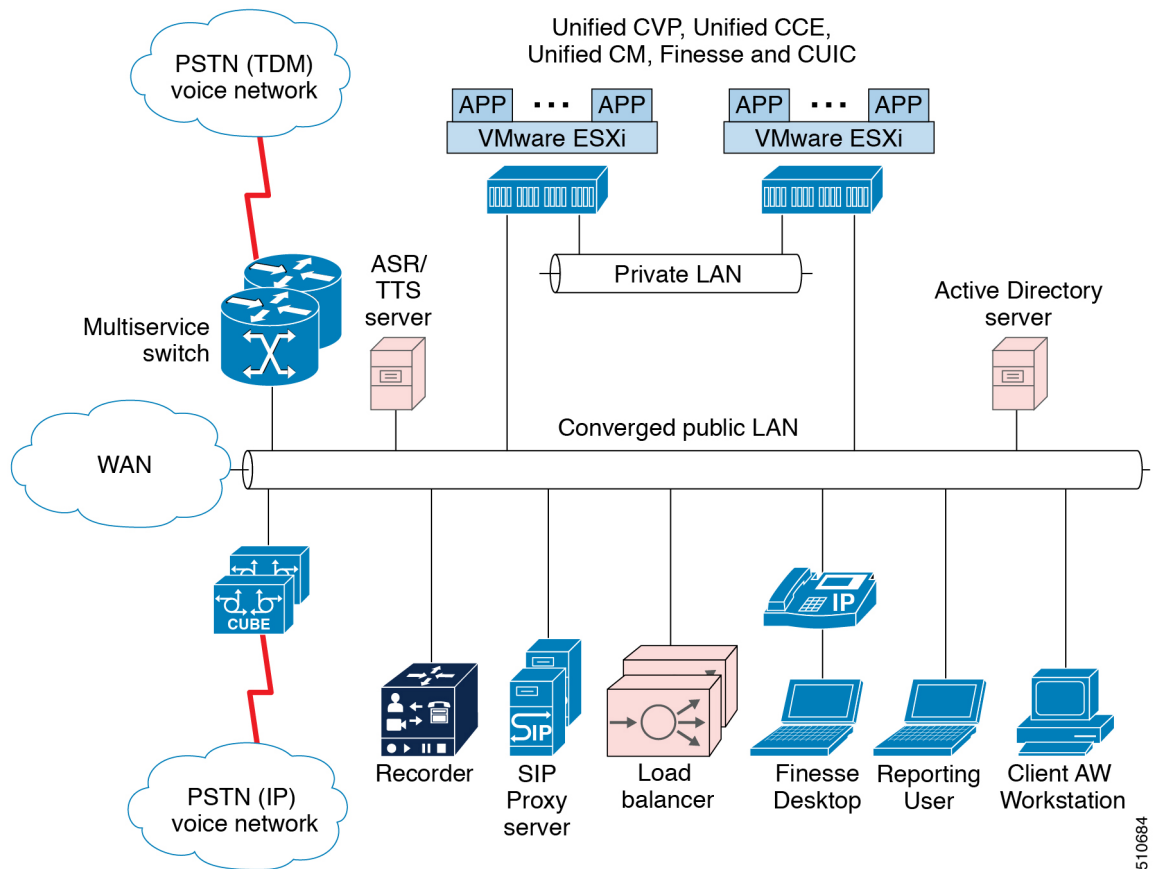 Unified CVP, Unified CCE,
Unified CM, Finesse and CUIC
PSTN (TDM)
voice network
APP ... APP
VMware ESXi
APP ... APP
VMware ESXi
Private LAN
ASR/
TTS
server
Active Directory
server
Multiservice
switch
Converged public LAN
WAN
CUBE
IP
SIP
Recorder
SIP
Proxy
server
Load
balancer
Finesse
Desktop
Reporting
User
Client AW
Workstation
PSTN (IP)
voice network
510684